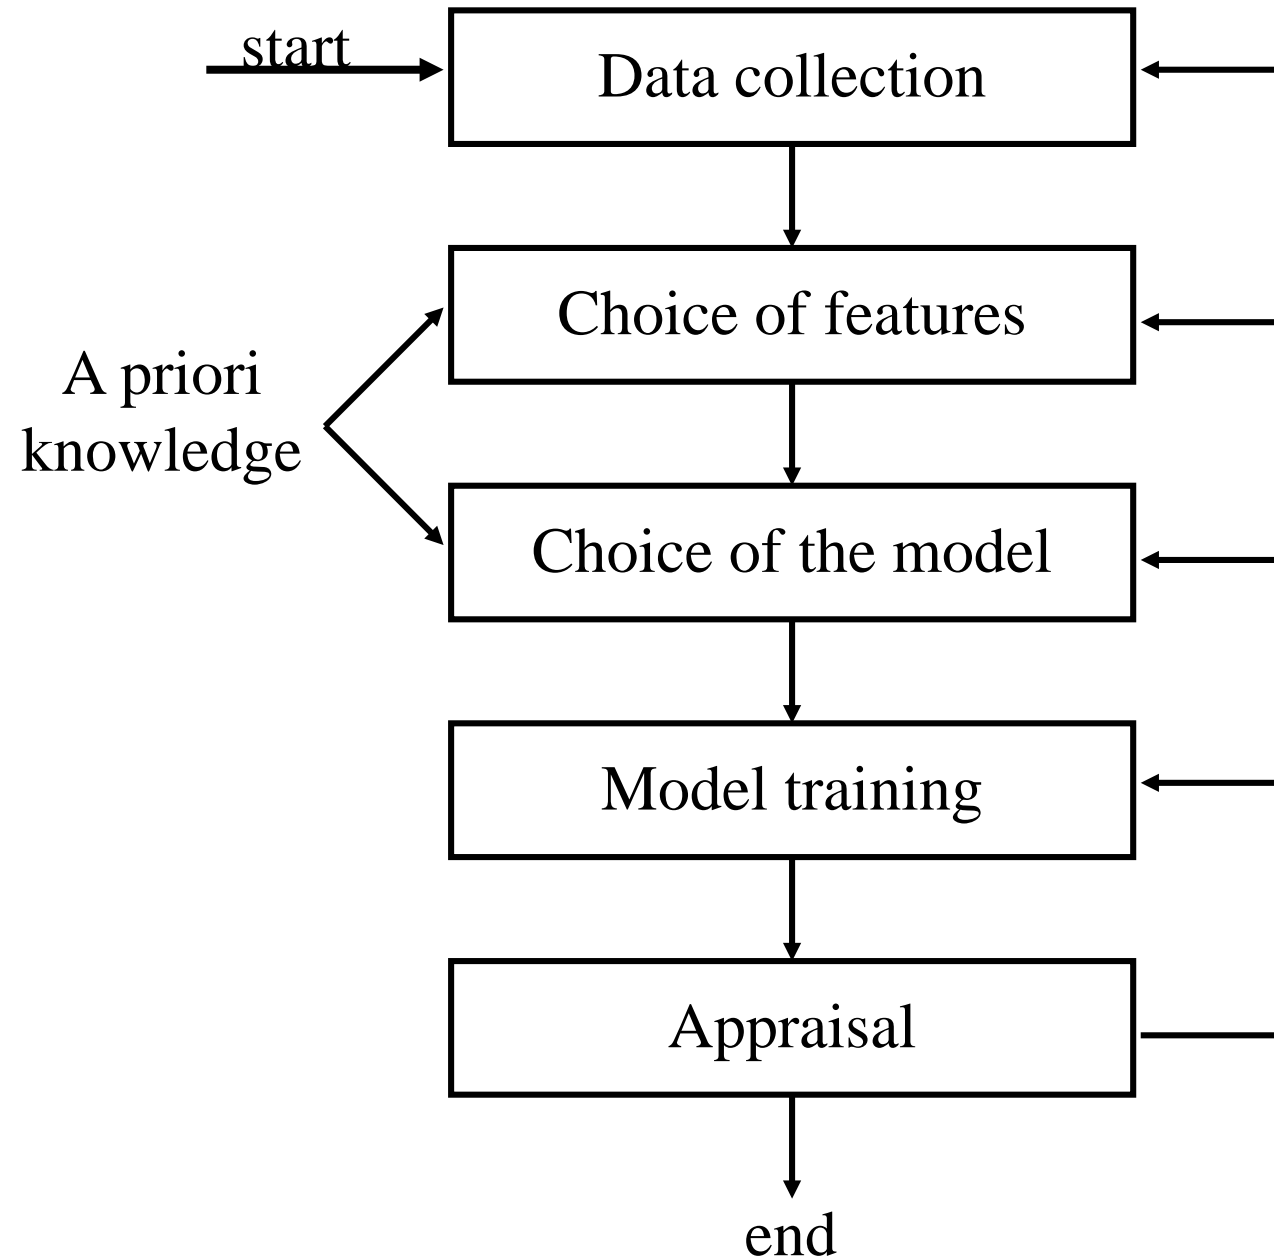 start
Data collection
Choice of features
A priori
knowledge
Choice of the model
Model training
Appraisal
end